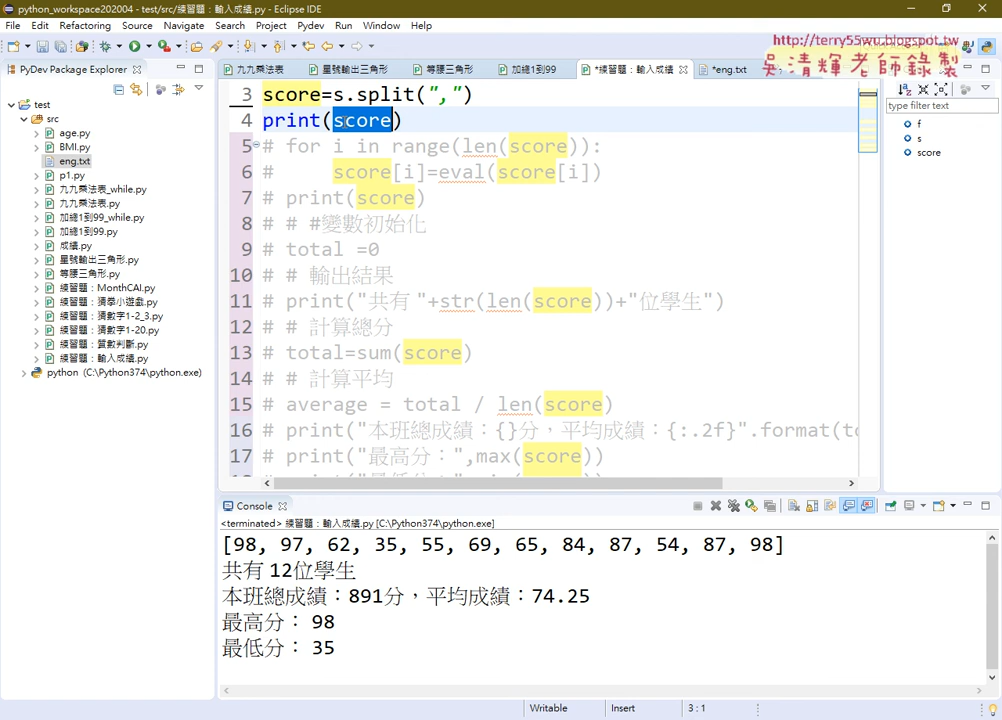 python_workspace202004 - test/src/練習題：輸入成績.py - Eclipse IDE
File Edit Refactoring Source Navigate Search Project Pydev Run Window Help
http://terry55wu.blogspot.tw
吳清輝老師錄製
PyDev Package Explorer
九九乘法表 星號輸出三角形 等腰三角形 加總1到99 *練習題：輸入成績 *eng.txt
type filter text
f
s
score
test
src
age.py
BMI.py
eng.txt
p1.py
九九乘法表_while.py
九九乘法表.py
加總1到99_while.py
加總1到99.py
成績.py
星號輸出三角形.py
等腰三角形.py
練習題：MonthCAI.py
練習題：猜拳小遊戲.py
練習題：猜數字1-2_3.py
練習題：猜數字1-20.py
練習題：質數判斷.py
練習題：輸入成績.py
python (C:\Python374\python.exe)
3 score=s.split(",")
4 print(score)
5 # for i in range(len(score)):
6 #     score[i]=eval(score[i])
7 # print(score)
8 # # #變數初始化
9 # total =0
10 # # 輸出結果
11 # print("共有 "+str(len(score))+"位學生")
12 # # 計算總分
13 # total=sum(score)
14 # # 計算平均
15 # average = total / len(score)
16 # print("本班總成績：{}分，平均成績：{:.2f}".format(to
17 # print("最高分：",max(score))
Console
<terminated> 練習題：輸入成績.py [C:\Python374\python.exe]
[98, 97, 62, 35, 55, 69, 65, 84, 87, 54, 87, 98]
共有 12位學生
本班總成績：891分，平均成績：74.25
最高分： 98
最低分： 35
Writable Insert 3 : 1